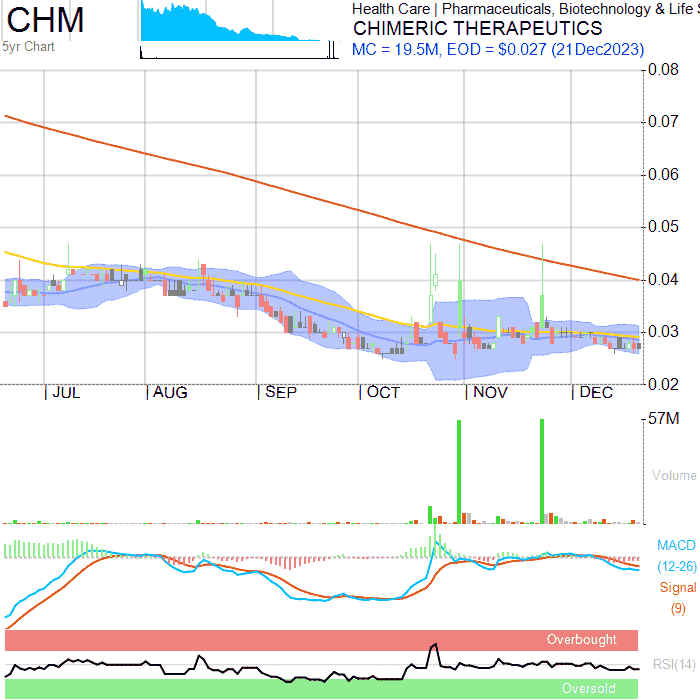 CHM
5yr Chart
Health Care | Pharmaceuticals, Biotechnology & Life S
CHIMERIC THERAPEUTICS
MC = 19.5M, EOD = $0.027 (21Dec2023)
0.08
0.07
0.06
0.05
0.04
0.03
0.02
JUL AUG SEP OCT NOV DEC
57M
Volume
MACD
(12-26)
Signal
(9)
Overbought
RSI(14)
Oversold